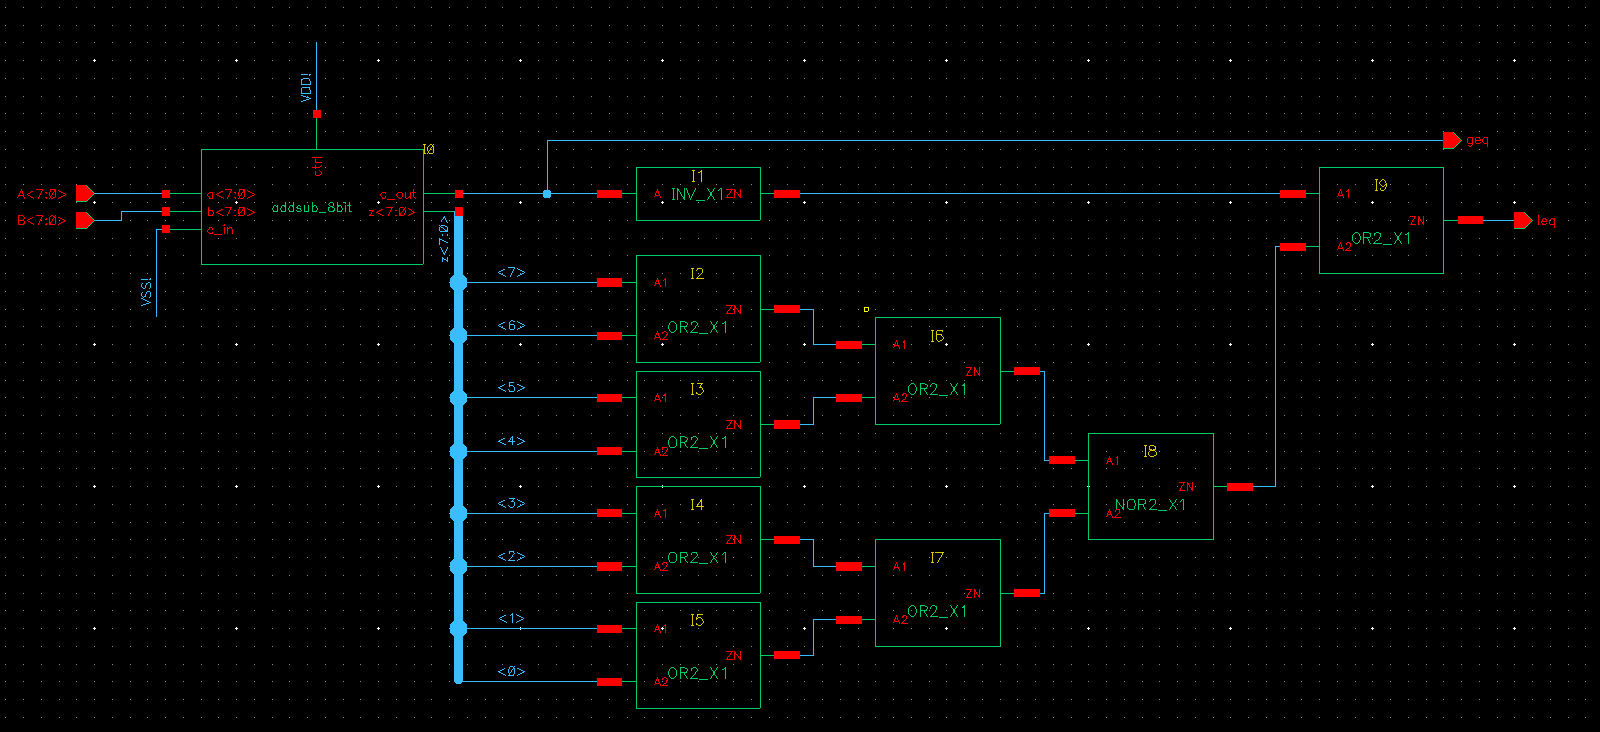 VDD!
I0
ctrl
A<7:0>
a<7:0>
c_out
B<7:0>
b<7:0>
addsub_8bit
z<7:0>
c_in
VSS!
z<7:0>
geq
I1
A
INV_X1
ZN
I9
A1
ZN
A2
OR2_X1
leq
<7>
<6>
I2
A1
ZN
A2
OR2_X1
<5>
<4>
I3
A1
ZN
A2
OR2_X1
I6
A1
ZN
A2
OR2_X1
<3>
<2>
I4
A1
ZN
A2
OR2_X1
I8
A1
ZN
A2
NOR2_X1
<1>
<0>
I5
A1
ZN
A2
OR2_X1
I7
A1
ZN
A2
OR2_X1